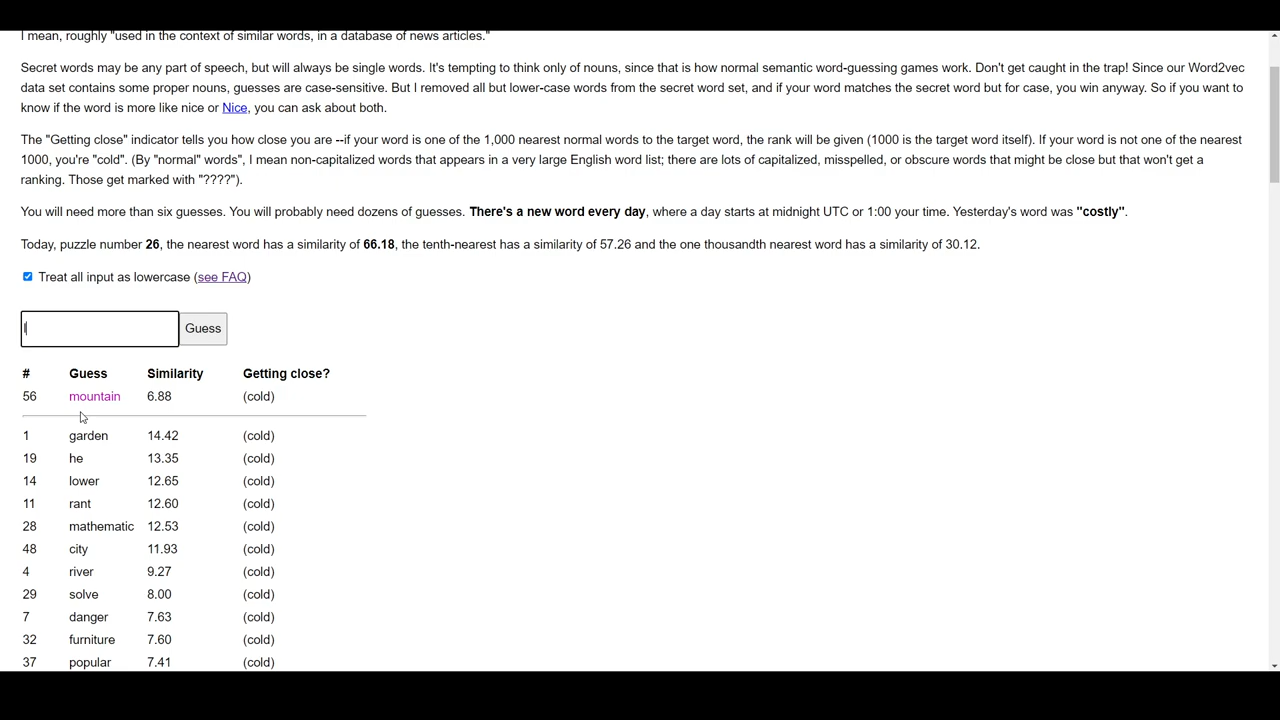 I mean, roughly "used in the context of similar words, in a database of news articles."
Secret words may be any part of speech, but will always be single words. It's tempting to think only of nouns, since that is how normal semantic word-guessing games work. Don't get caught in the trap! Since our Word2vec
data set contains some proper nouns, guesses are case-sensitive. But I removed all but lower-case words from the secret word set, and if your word matches the secret word but for case, you win anyway. So if you want to
know if the word is more like nice or Nice, you can ask about both.
The "Getting close" indicator tells you how close you are --if your word is one of the 1,000 nearest normal words to the target word, the rank will be given (1000 is the target word itself). If your word is not one of the nearest
1000, you're "cold". (By "normal" words", I mean non-capitalized words that appears in a very large English word list; there are lots of capitalized, misspelled, or obscure words that might be close but that won't get a
ranking. Those get marked with "????").
You will need more than six guesses. You will probably need dozens of guesses. There's a new word every day, where a day starts at midnight UTC or 1:00 your time. Yesterday's word was "costly".
Today, puzzle number 26, the nearest word has a similarity of 66.18, the tenth-nearest has a similarity of 57.26 and the one thousandth nearest word has a similarity of 30.12.
Treat all input as lowercase (see FAQ)
Guess
# Guess Similarity Getting close?
56 mountain 6.88 (cold)
1 garden 14.42 (cold)
19 he 13.35 (cold)
14 lower 12.65 (cold)
11 rant 12.60 (cold)
28 mathematic 12.53 (cold)
48 city 11.93 (cold)
4 river 9.27 (cold)
29 solve 8.00 (cold)
7 danger 7.63 (cold)
32 furniture 7.60 (cold)
37 popular 7.41 (cold)